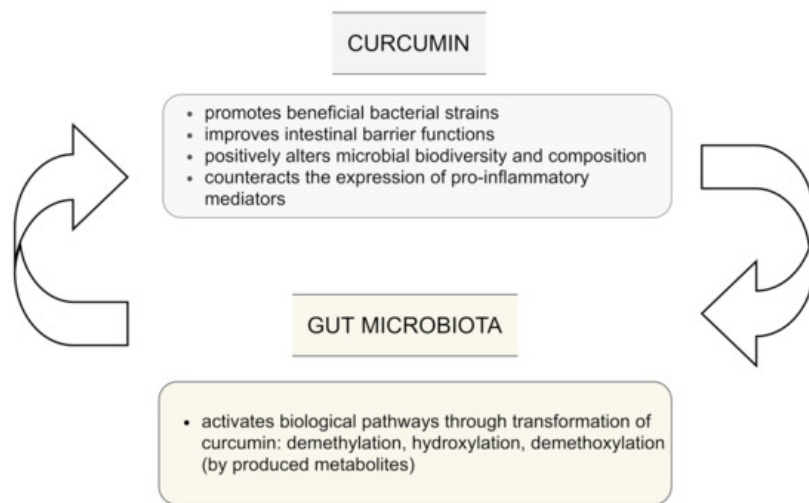 CURCUMIN
• promotes beneficial bacterial strains
• improves intestinal barrier functions
• positively alters microbial biodiversity and composition
• counteracts the expression of pro-inflammatory
mediators
GUT MICROBIOTA
• activates biological pathways through transformation of
curcumin: demethylation, hydroxylation, demethoxylation
(by produced metabolites)